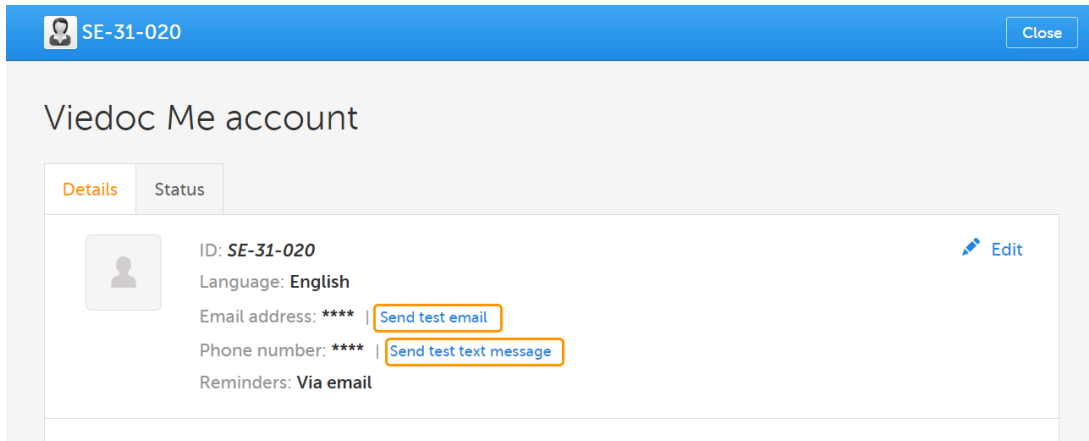 SE-31-020
Close
Viedoc Me account
Details Status
ID: SE-31-020
Edit
Language: English
Email address: **** | Send test email
Phone number: **** | Send test text message
Reminders: Via email